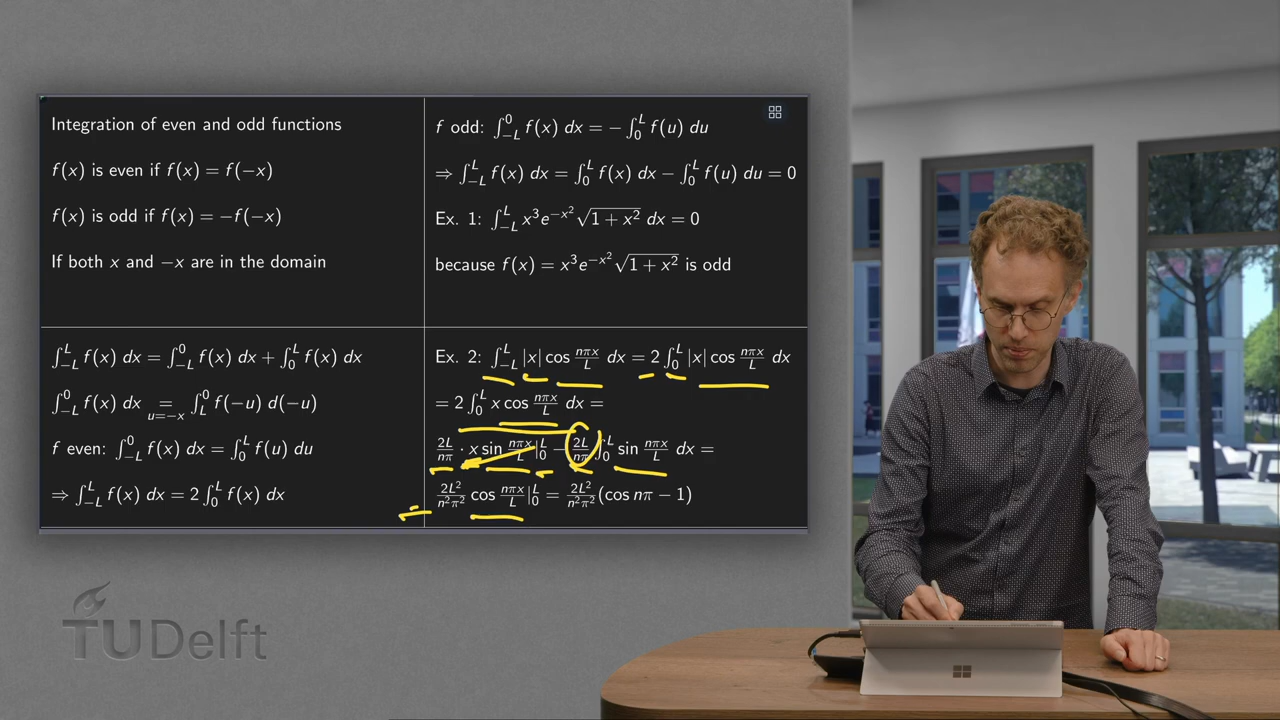 Integration of even and odd functions
f(x) is even if f(x) = f(−x)
f(x) is odd if f(x) = −f(−x)
If both x and −x are in the domain
f odd: ∫_{−L}^{0} f(x) dx = − ∫_{0}^{L} f(u) du
⇒ ∫_{−L}^{L} f(x) dx = ∫_{0}^{L} f(x) dx − ∫_{0}^{L} f(u) du = 0
Ex. 1: ∫_{−L}^{L} x³e^{−x²}√(1 + x²) dx = 0
because f(x) = x³e^{−x²}√(1 + x²) is odd
∫_{−L}^{L} f(x) dx = ∫_{−L}^{0} f(x) dx + ∫_{0}^{L} f(x) dx
∫_{−L}^{0} f(x) dx =_{u=−x} ∫_{L}^{0} f(−u) d(−u)
f even: ∫_{−L}^{0} f(x) dx = ∫_{0}^{L} f(u) du
⇒ ∫_{−L}^{L} f(x) dx = 2 ∫_{0}^{L} f(x) dx
Ex. 2: ∫_{−L}^{L} |x| cos nπx/L dx = 2 ∫_{0}^{L} |x| cos nπx/L dx
= 2 ∫_{0}^{L} x cos nπx/L dx =
2L/nπ · x sin nπx/L |_{0}^{L} − 2L/nπ ∫_{0}^{L} sin nπx/L dx =
2L²/n²π² cos nπx/L |_{0}^{L} = 2L²/n²π² (cos nπ − 1)
TUDelft